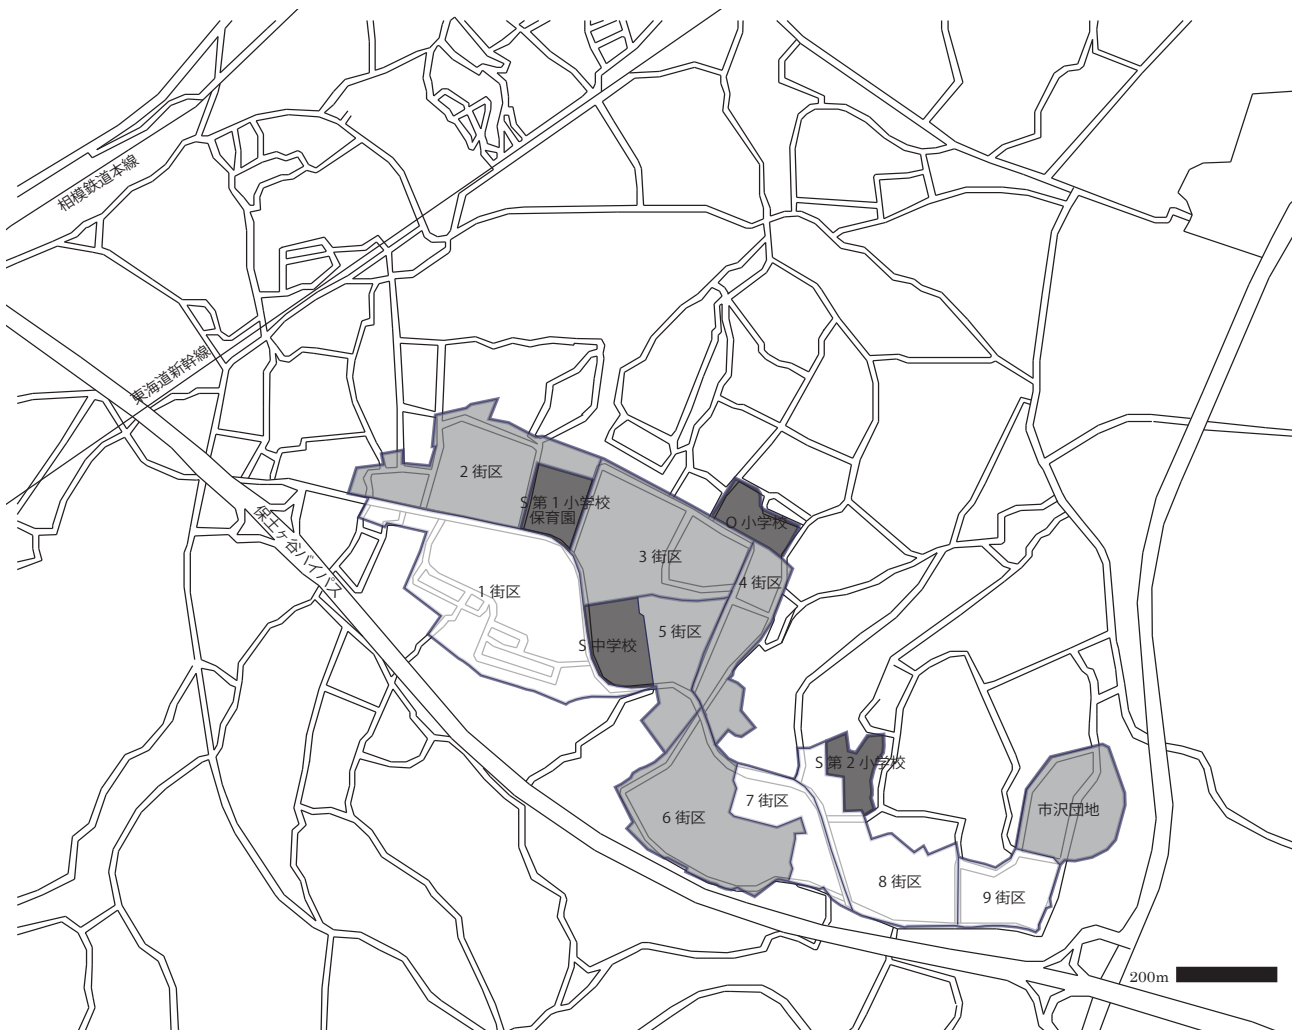 相模鉄道本線
東海道新幹線
保土ヶ谷バイパス
2 街区
S 第 1 小学校
保育園
O 小学校
3 街区
4 街区
1 街区
5 街区
S 中学校
S 第 2 小学校
7 街区
6 街区
市沢団地
8 街区
9 街区
200m